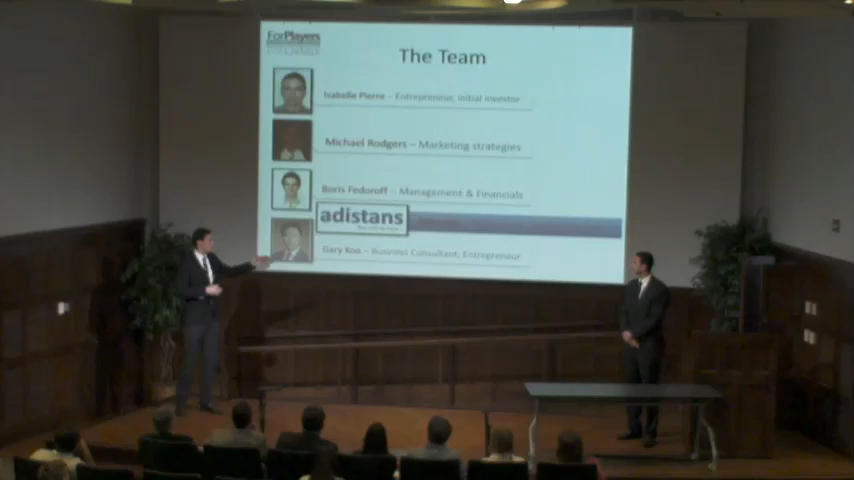 ForPlayers
The Team
Isabelle Pierre – Entrepreneur, initial investor
Michael Rodgers – Marketing strategies
Boris Fedoroff – Management & Financials
adistans
Gary Koo – Business Consultant, Entrepreneur